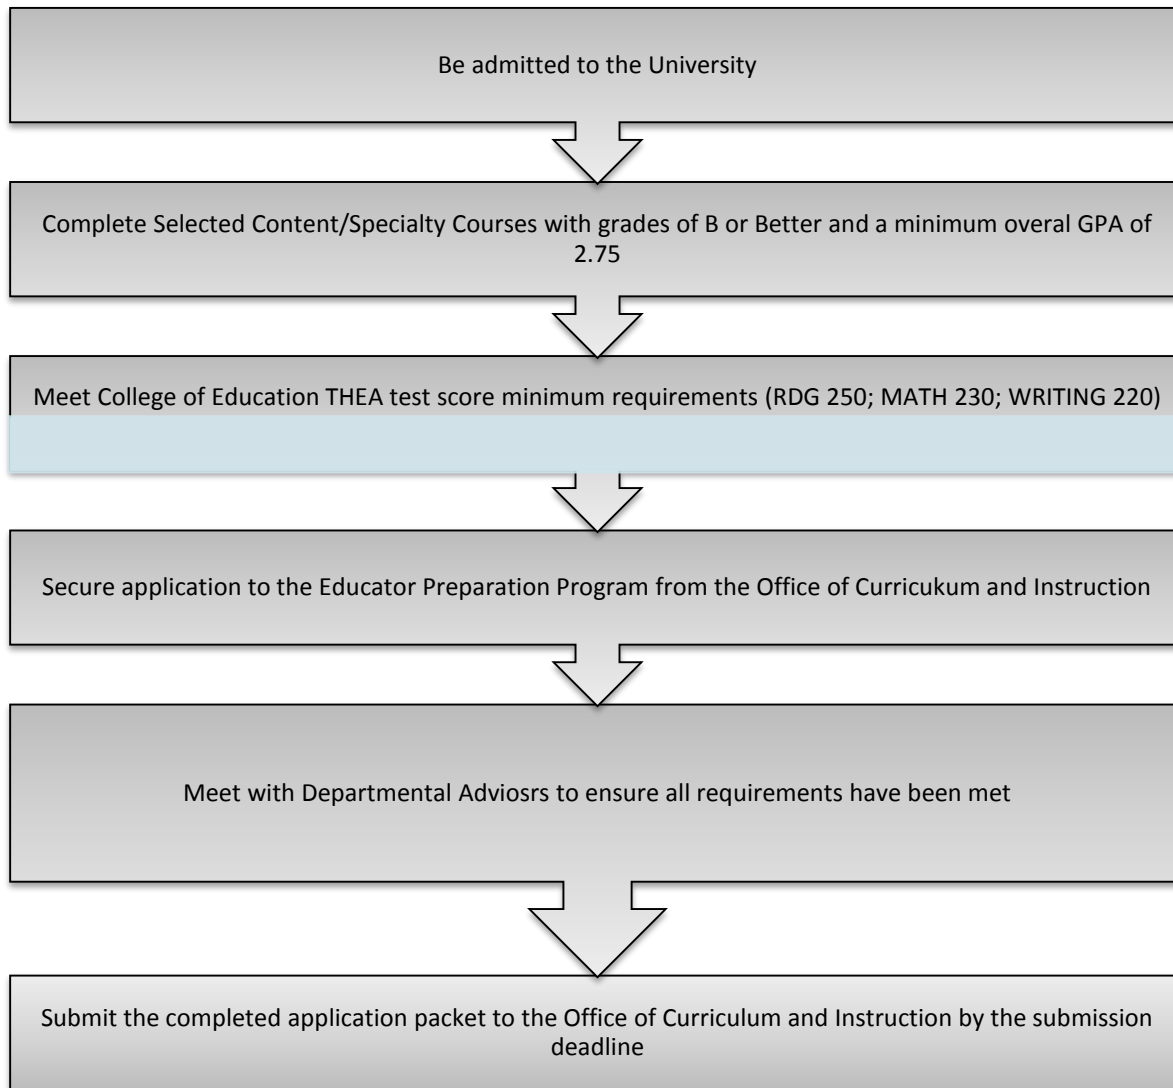 Be admitted to the University
Complete Selected Content/Specialty Courses with grades of B or Better and a minimum overal GPA of
2.75
Meet College of Education THEA test score minimum requirements (RDG 250; MATH 230; WRITING 220)
Secure application to the Educator Preparation Program from the Office of Curricukum and Instruction
Meet with Departmental Adviosrs to ensure all requirements have been met
Submit the completed application packet to the Office of Curriculum and Instruction by the submission
deadline